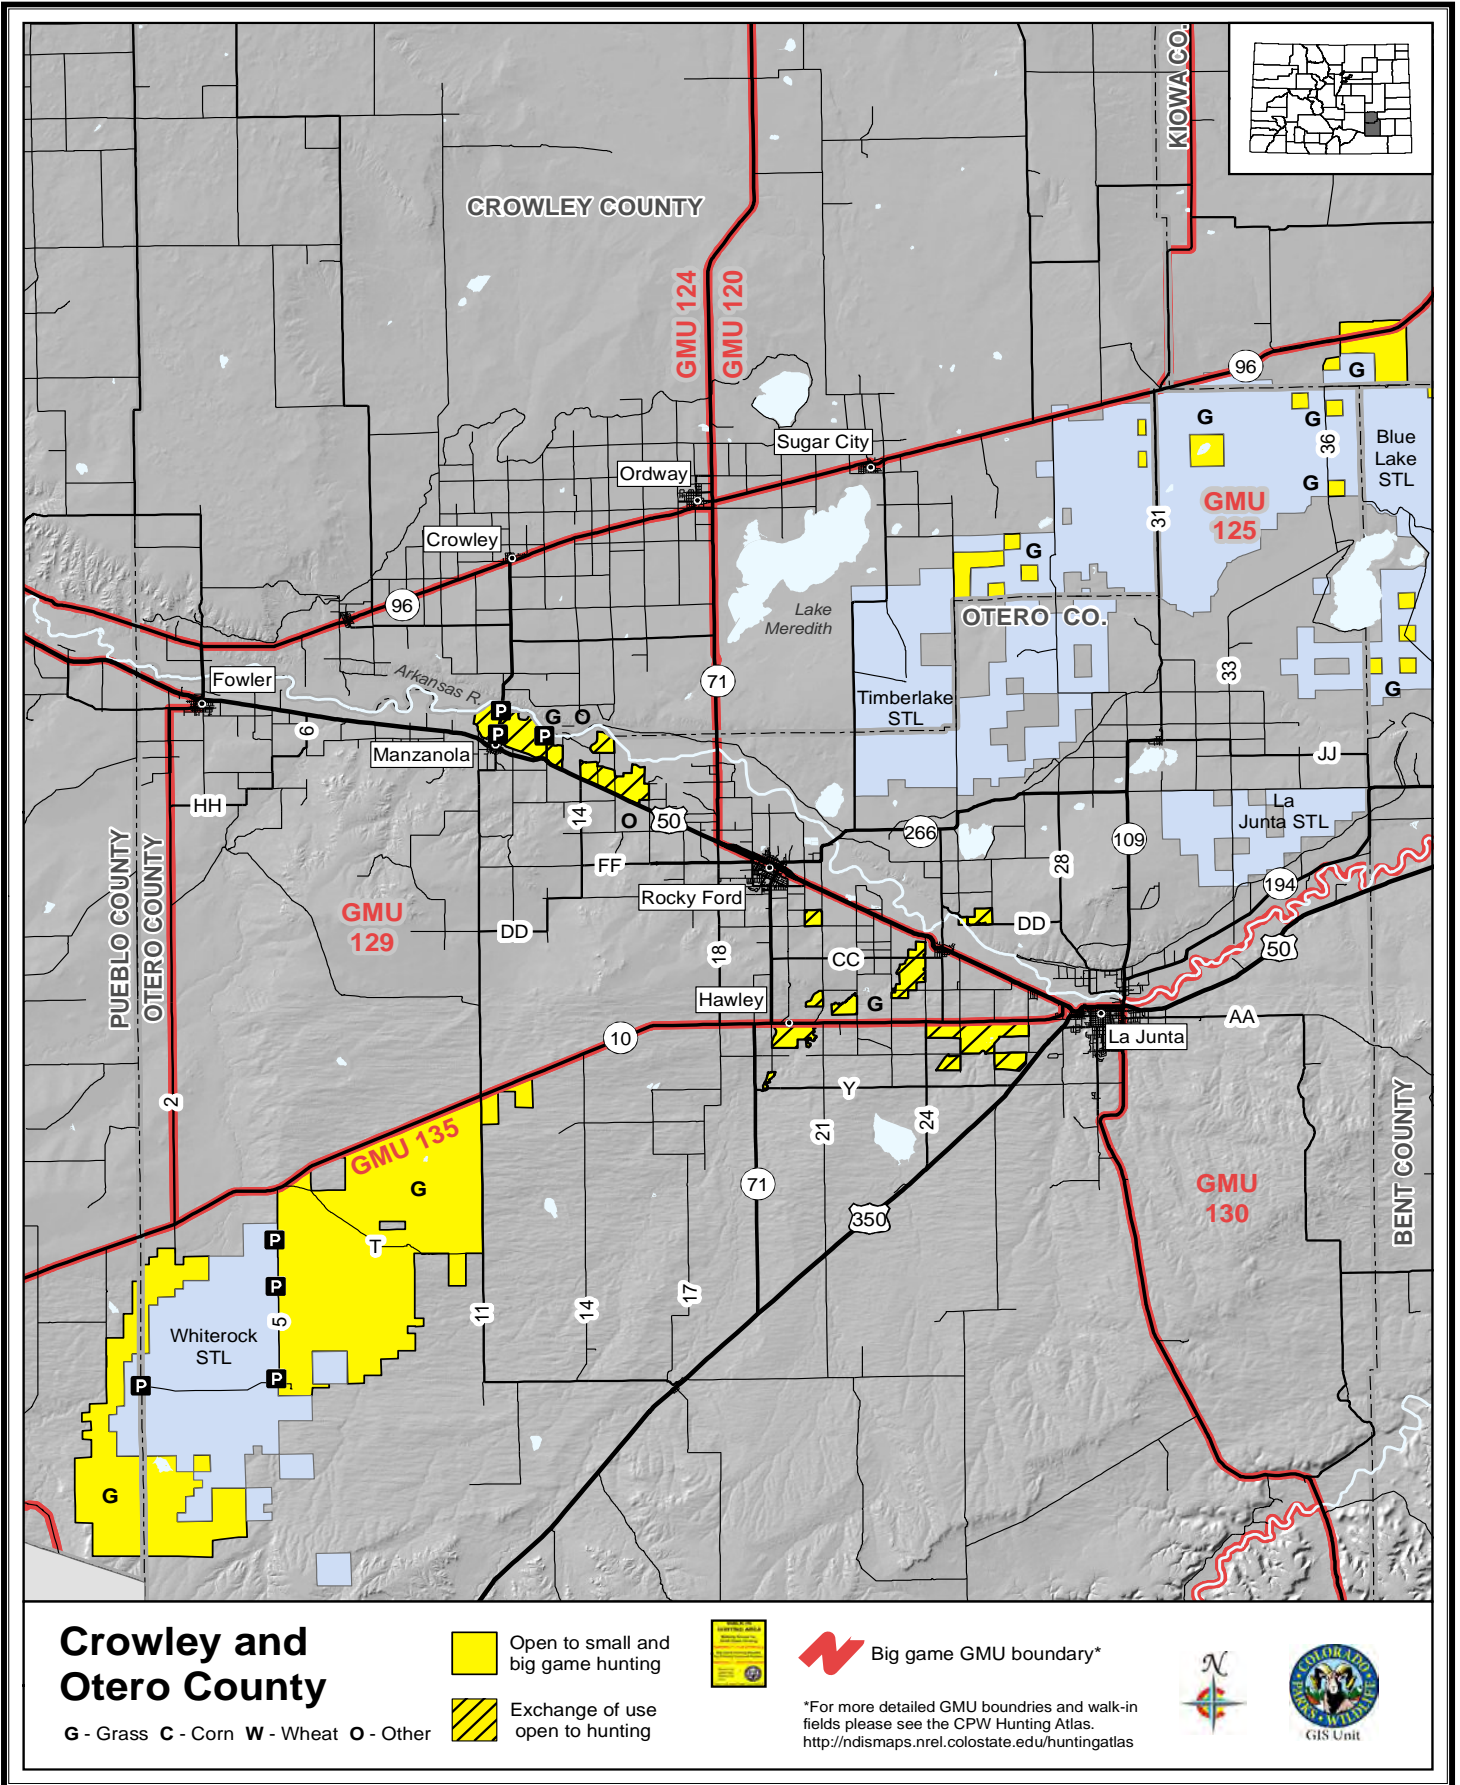 KIOWA CO.
CROWLEY COUNTY
GMU 124
GMU 120
96
G
Sugar City
G
G
36
Blue
Lake
STL
Ordway
G
GMU
125
31
Crowley
G
96
Lake
Meredith
OTERO CO.
33
Fowler
Arkansas R.
71
Timberlake
STL
G
P
G O
P
P
6
Manzanola
JJ
HH
14
O
50
La
Junta STL
266
109
28
FF
194
Rocky Ford
PUEBLO COUNTY
OTERO COUNTY
GMU
129
DD
DD
18
CC
50
Hawley
G
AA
10
La Junta
2
Y
21
24
GMU 135
G
71
GMU
130
BENT COUNTY
350
P
T
P
5
11
14
17
Whiterock
STL
P
P
G
Crowley and
Otero County
G - Grass C - Corn W - Wheat O - Other
Open to small and
big game hunting
Exchange of use
open to hunting
Big game GMU boundary*
*For more detailed GMU boundries and walk-in
fields please see the CPW Hunting Atlas.
http://ndismaps.nrel.colostate.edu/huntingatlas
N
COLORADO
PARKS • WILDLIFE
GIS Unit